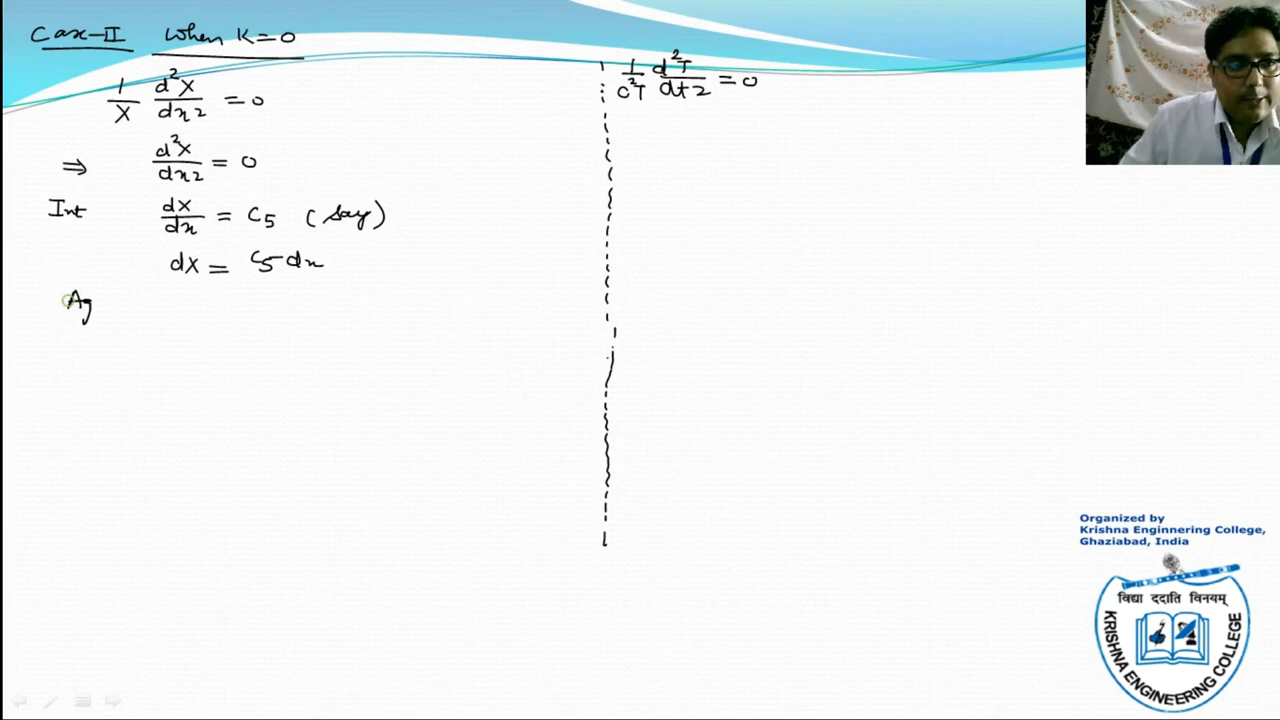 Case-II When K=0
1/X d²X/dx2 = 0
⇒ d²X/dx2 = 0
Int dX/dx = C5 (Say)
dX = C5 dx
Ag
1/c²T d²T/dt2 = 0
Organized by
Krishna Enginnering College,
Ghaziabad, India
विद्या ददाति विनयम्
KRISHNA ENGINEERING COLLEGE